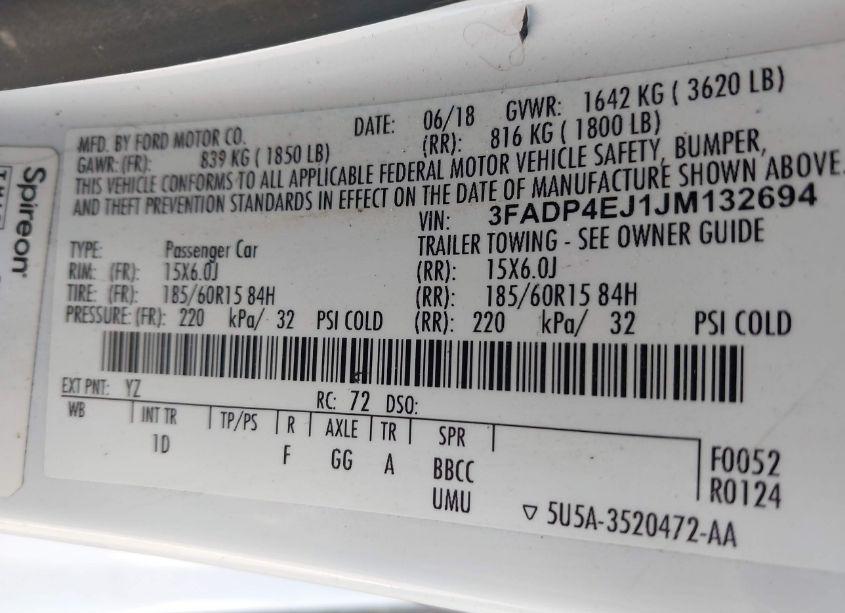 MFD. BY FORD MOTOR CO. DATE: 06/18 GVWR: 1642 KG ( 3620 LB)
GAWR: (FR): 839 KG ( 1850 LB) (RR): 816 KG ( 1800 LB)
THIS VEHICLE CONFORMS TO ALL APPLICABLE FEDERAL MOTOR VEHICLE SAFETY, BUMPER,
AND THEFT PREVENTION STANDARDS IN EFFECT ON THE DATE OF MANUFACTURE SHOWN ABOVE.
VIN: 3FADP4EJ1JM132694
TYPE: Passenger Car TRAILER TOWING - SEE OWNER GUIDE
RIM: (FR): 15X6.0J (RR): 15X6.0J
TIRE: (FR): 185/60R15 84H (RR): 185/60R15 84H
PRESSURE: (FR): 220 kPa/ 32 PSI COLD (RR): 220 kPa/ 32 PSI COLD
EXT PNT: YZ RC: 72 DSO:
WB INT TR TP/PS R AXLE TR SPR
1D F GG A BBCC F0052
UMU R0124
▽ 5U5A-3520472-AA
Spireon